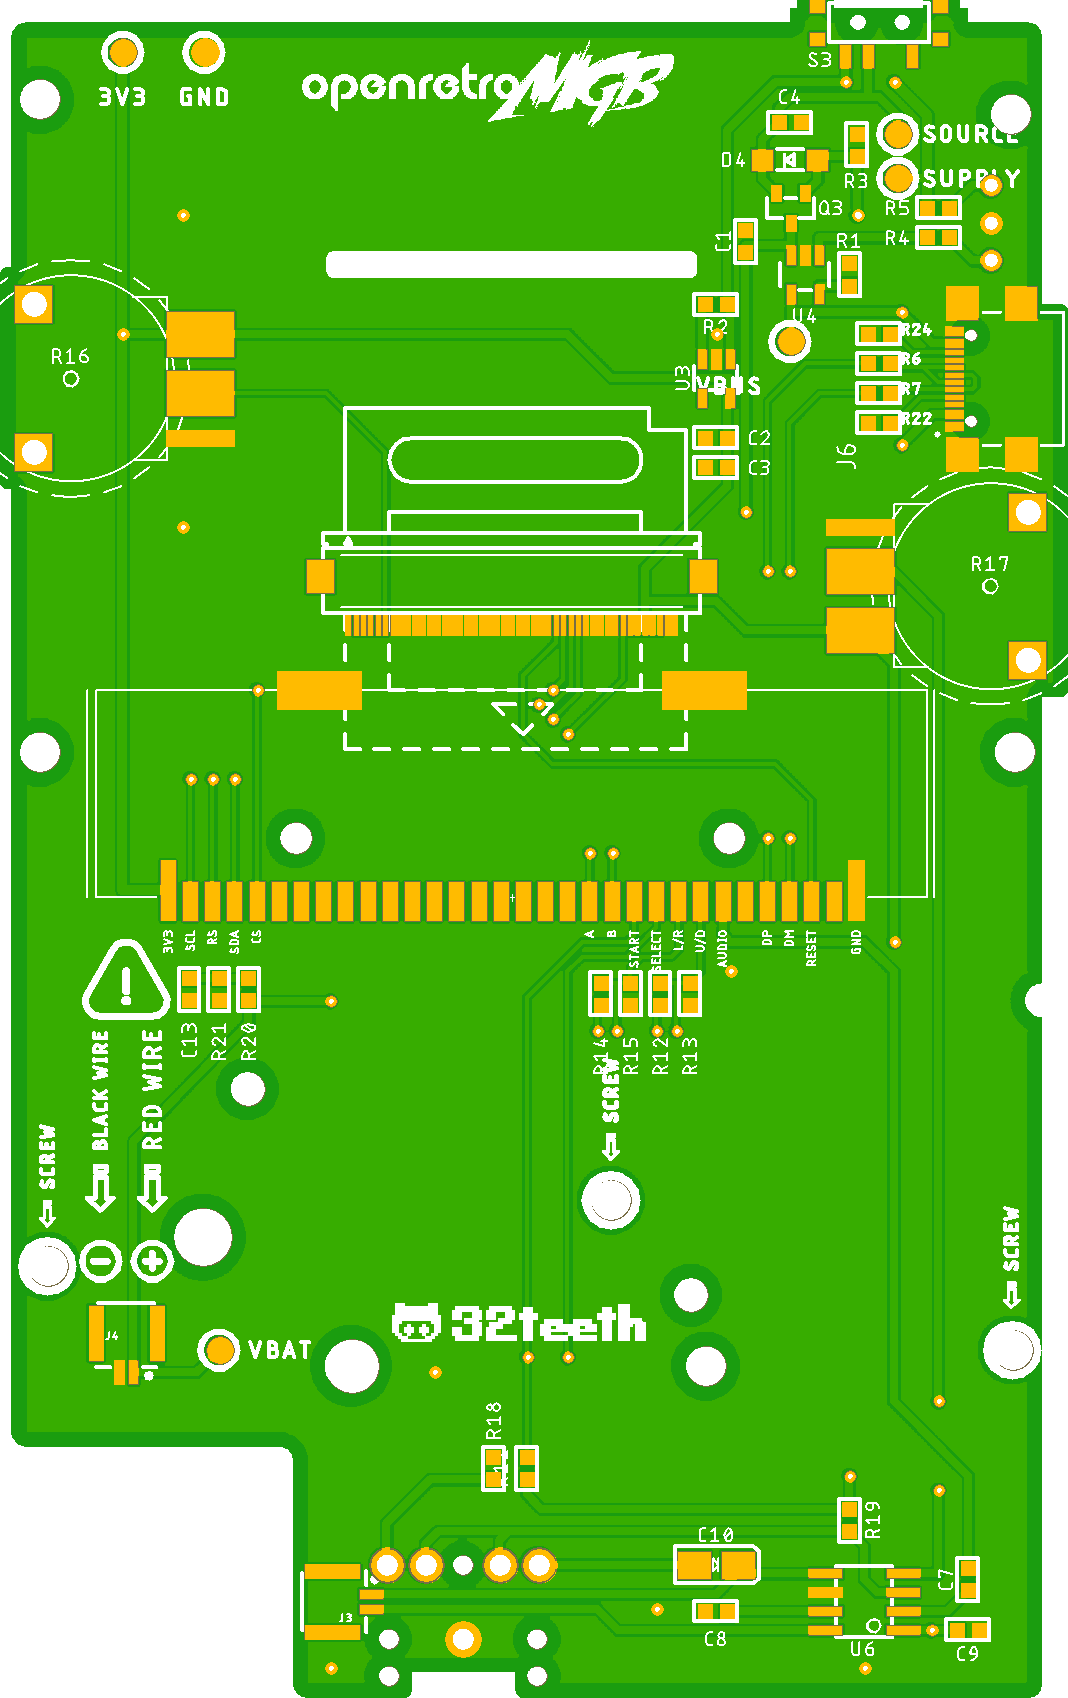 3V3
GND
openretro MGB
S3
C4
SOURCE
D4
R3
SUPPLY
R5
Q3
R4
C1
R1
R2
U4
R24
R16
R6
U3
VBUS
R7
R22
C2
J6
C3
R17
3V3
SCL
RS
SDA
CS
A
B
START
SELECT
L/R
U/D
AUDIO
DP
DM
RESET
GND
C13
R21
R20
R14
R15
R12
R13
BLACK WIRE
RED WIRE
SCREW
SCREW
SCREW
J4
VBAT
32teeth
R18
R19
C10
C7
J3
C8
U6
C9